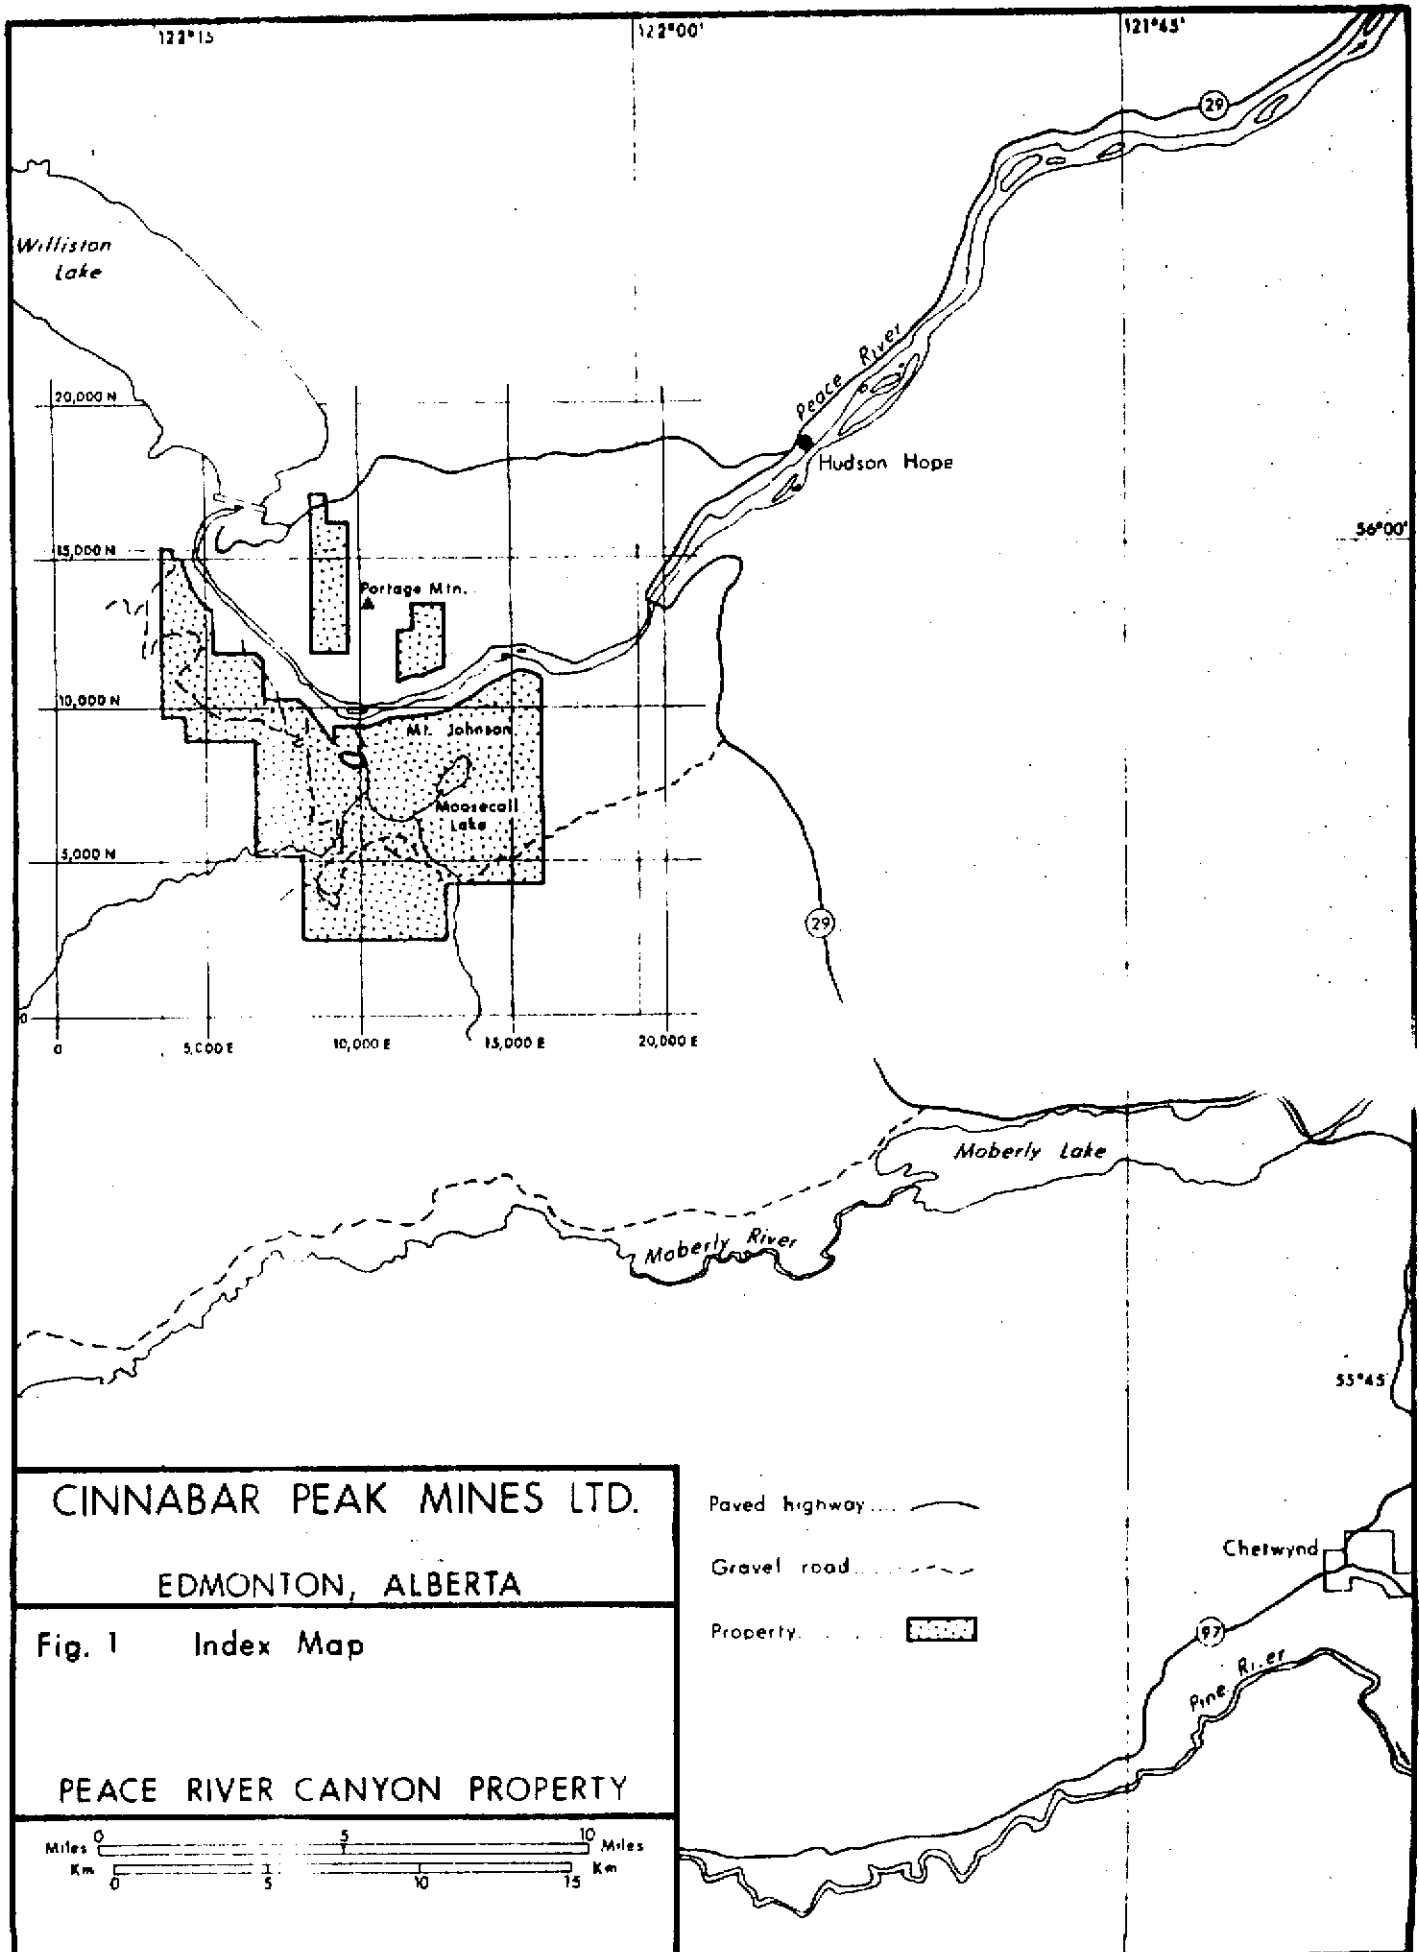 122°15
122°00'
121°45'
29
Williston
Lake
Peace River
20,000 N
Hudson Hope
56°00'
15,000 N
Portage Mtn.
10,000 N
Mt. Johnson
Moosecall
Lake
5,000 N
29
0
0
5,000 E
10,000 E
15,000 E
20,000 E
Moberly Lake
Moberly River
55°45'
CINNABAR PEAK MINES LTD.
EDMONTON, ALBERTA
Fig. 1 Index Map
PEACE RIVER CANYON PROPERTY
Miles 0 5 10 Miles
Km 0 5 10 15 Km
Paved highway....
Gravel road....
Property. . . .
Chetwynd
97
Pine River